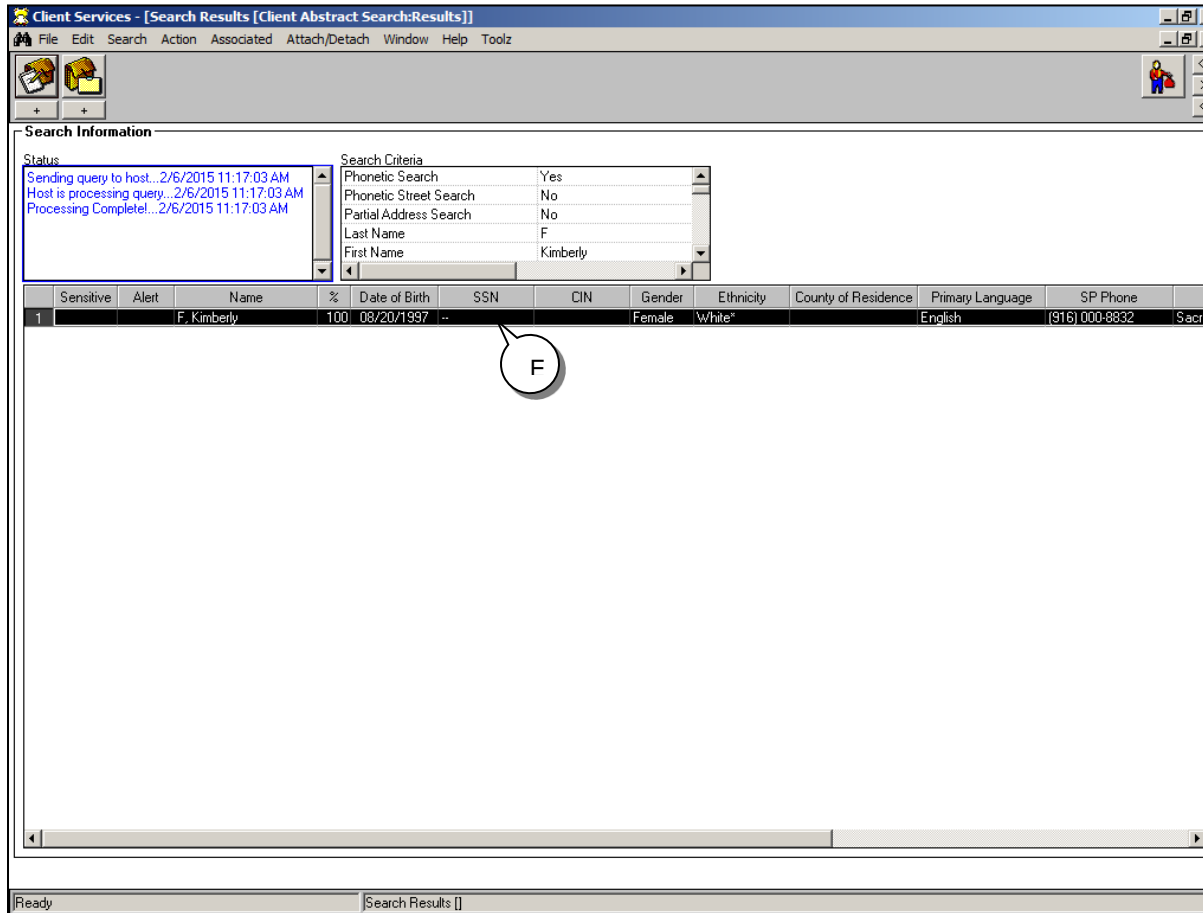 Client Services - [Search Results [Client Abstract Search:Results]]
File Edit Search Action Associated Attach/Detach Window Help Toolz
+ +
Search Information
Status
Search Criteria
Sending query to host...2/6/2015 11:17:03 AM
Host is processing query...2/6/2015 11:17:03 AM
Processing Complete!...2/6/2015 11:17:03 AM
Phonetic Search Yes
Phonetic Street Search No
Partial Address Search No
Last Name F
First Name Kimberly
Sensitive Alert Name % Date of Birth SSN CIN Gender Ethnicity County of Residence Primary Language SP Phone
1 F, Kimberly 100 08/20/1997 -- Female White* English (916) 000-8832 Sacr
F
Ready Search Results []